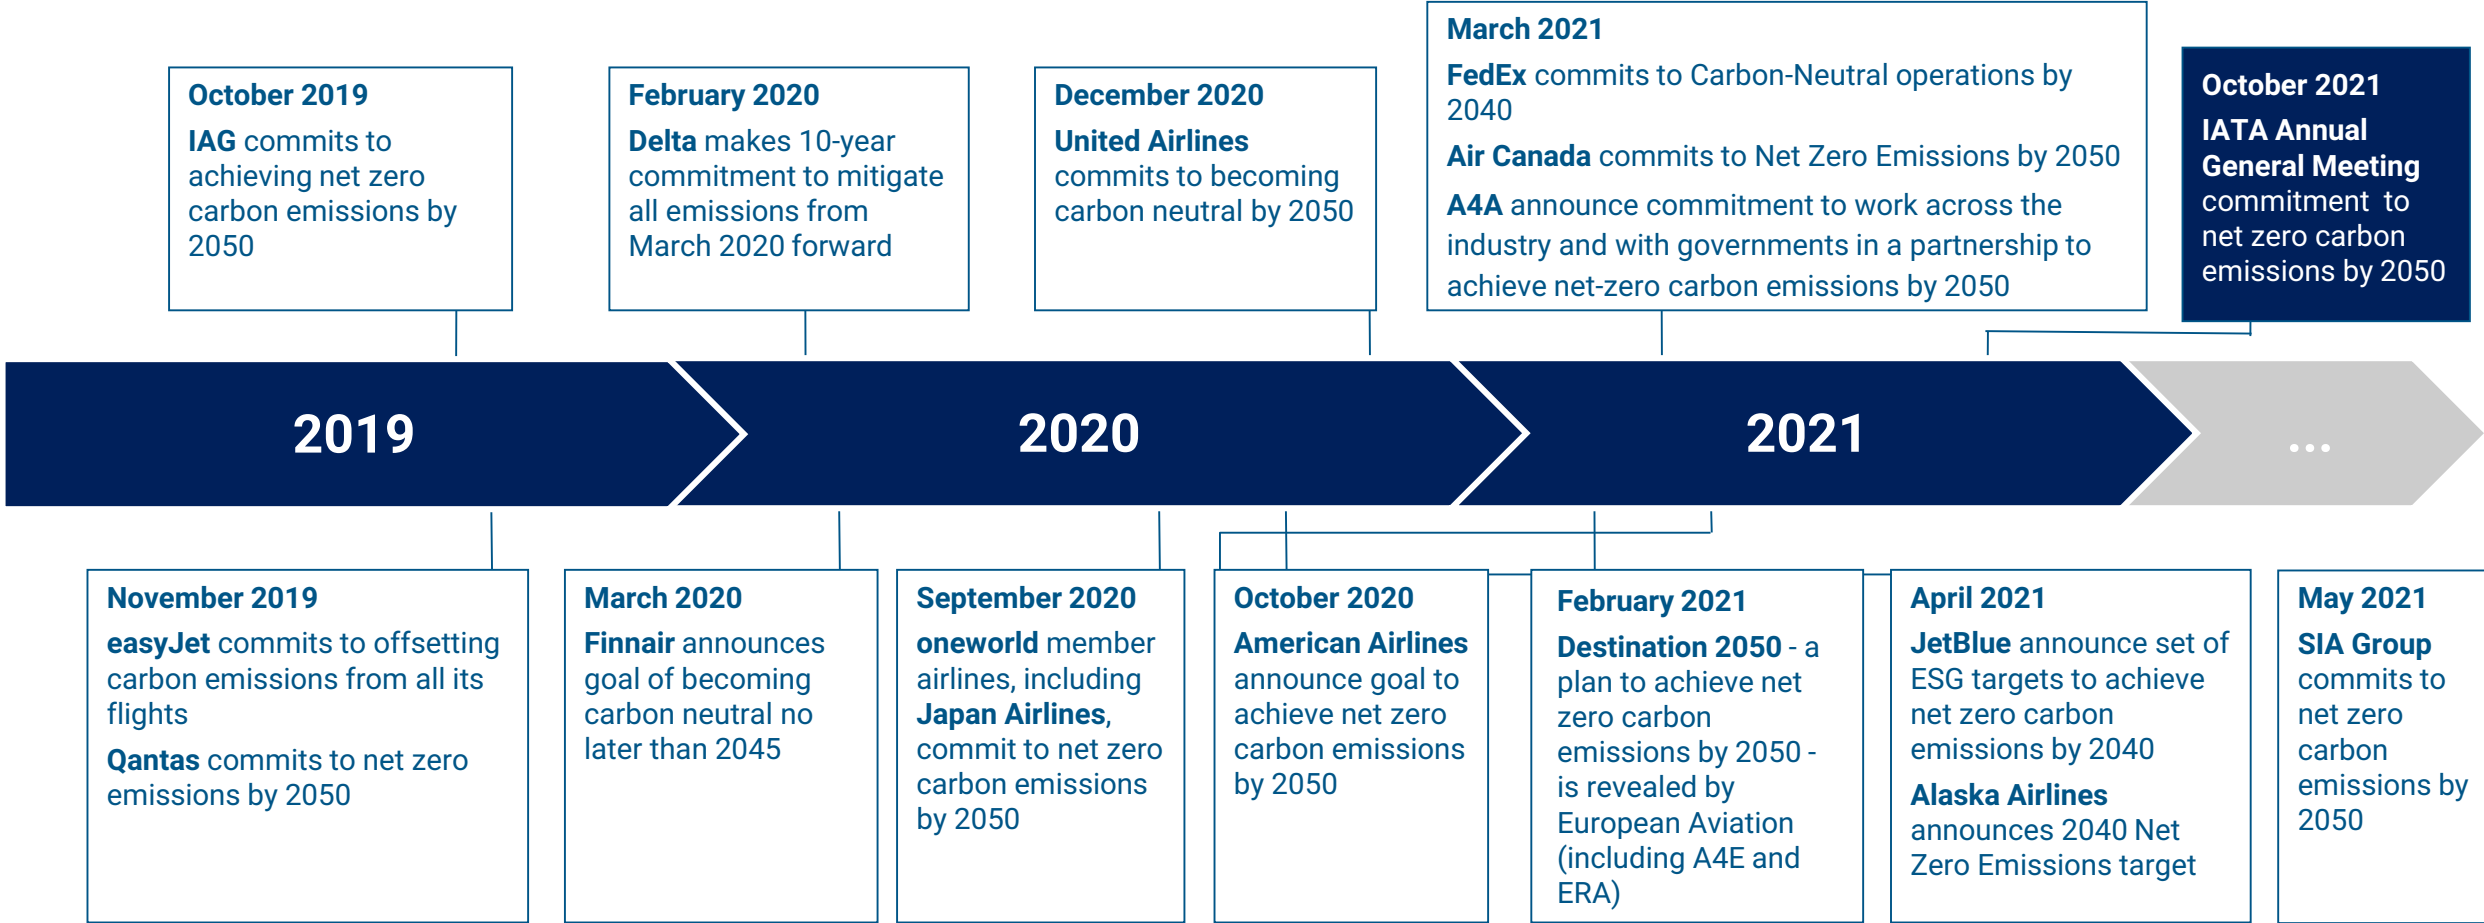 October 2019
IAG commits to
achieving net zero
carbon emissions by
2050
February 2020
Delta makes 10-year
commitment to mitigate
all emissions from
March 2020 forward
December 2020
United Airlines
commits to becoming
carbon neutral by 2050
March 2021
FedEx commits to Carbon-Neutral operations by
2040
Air Canada commits to Net Zero Emissions by 2050
A4A announce commitment to work across the
industry and with governments in a partnership to
achieve net-zero carbon emissions by 2050
October 2021
IATA Annual
General Meeting
commitment to
net zero carbon
emissions by 2050
2019
2020
2021
...
November 2019
easyJet commits to offsetting
carbon emissions from all its
flights
Qantas commits to net zero
emissions by 2050
March 2020
Finnair announces
goal of becoming
carbon neutral no
later than 2045
September 2020
oneworld member
airlines, including
Japan Airlines,
commit to net zero
carbon emissions
by 2050
October 2020
American Airlines
announce goal to
achieve net zero
carbon emissions
by 2050
February 2021
Destination 2050 - a
plan to achieve net
zero carbon
emissions by 2050 -
is revealed by
European Aviation
(including A4E and
ERA)
April 2021
JetBlue announce set of
ESG targets to achieve
net zero carbon
emissions by 2040
Alaska Airlines
announces 2040 Net
Zero Emissions target
May 2021
SIA Group
commits to
net zero
carbon
emissions by
2050